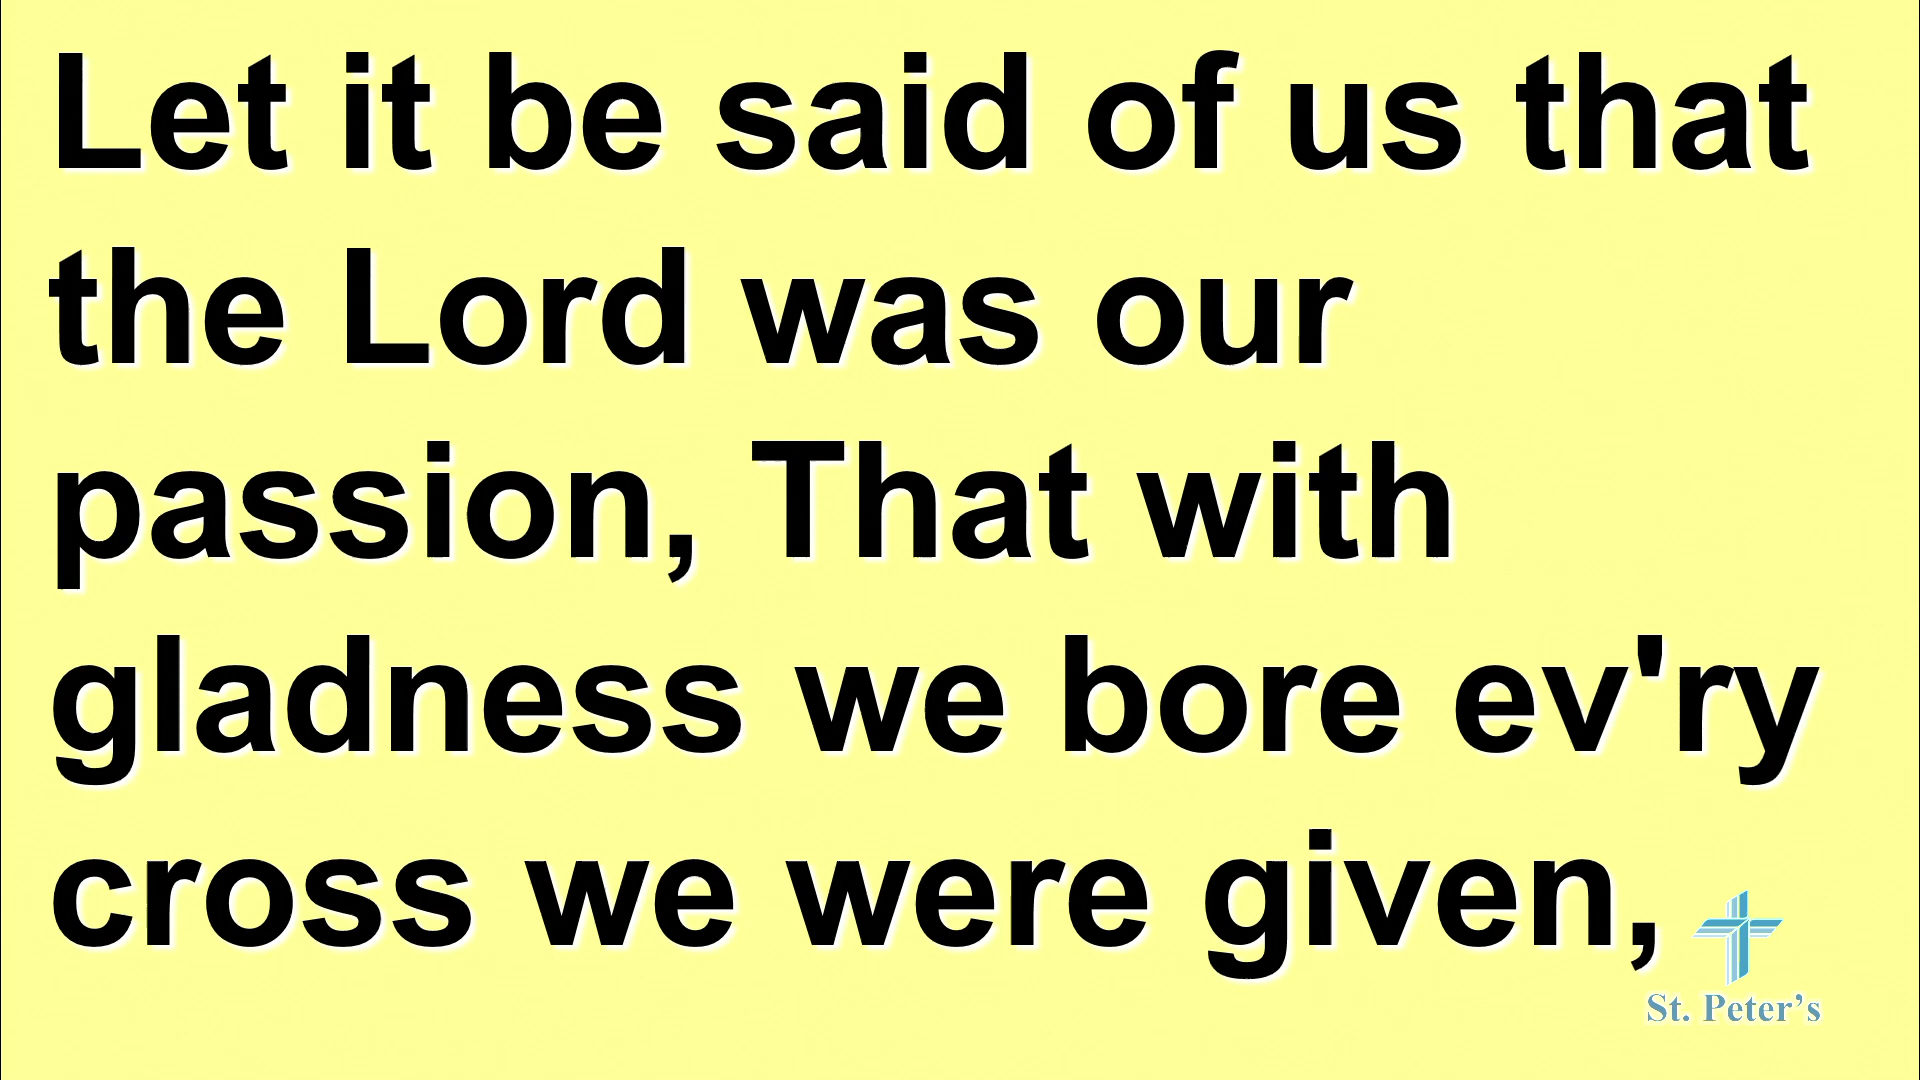 Let it be said of us that
the Lord was our
passion, That with
gladness we bore ev'ry
cross we were given,
St. Peter’s